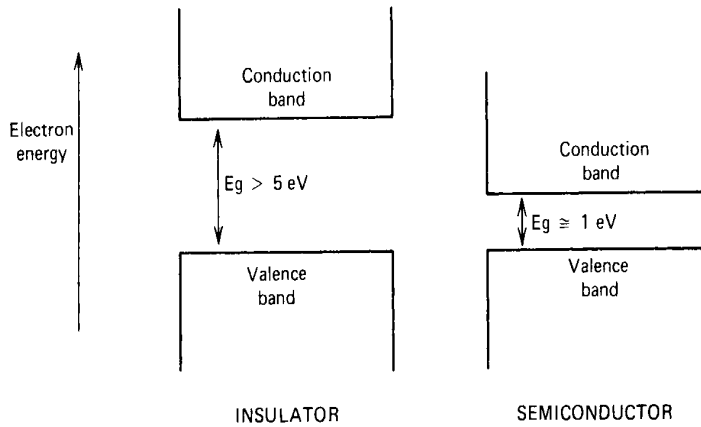 Electron
energy
Conduction
band
Eg > 5 eV
Valence
band
INSULATOR
Conduction
band
Eg ≅ 1 eV
Valence
band
SEMICONDUCTOR